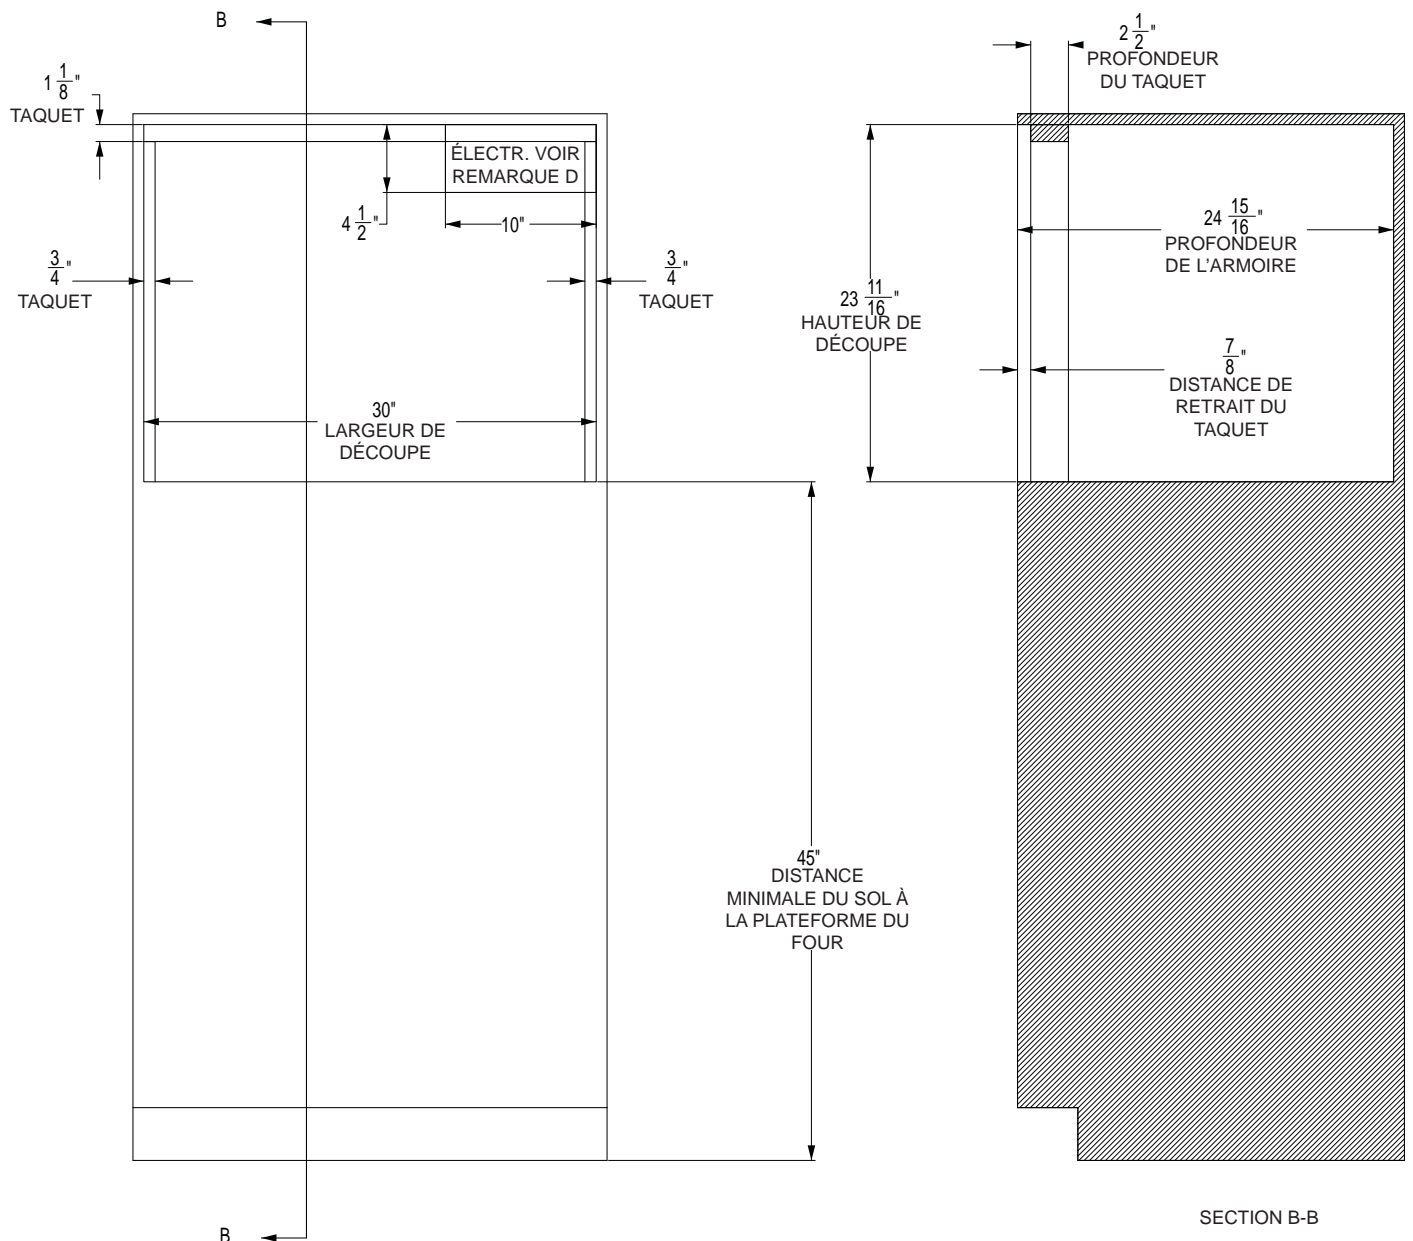 B
1 1/8"
TAQUET
ÉLECTR. VOIR
REMARQUE D
4 1/2"
10"
3/4"
TAQUET
3/4"
TAQUET
30"
LARGEUR DE
DÉCOUPE
45"
DISTANCE
MINIMALE DU SOL À
LA PLATEFORME DU
FOUR
B
2 1/2"
PROFONDEUR
DU TAQUET
24 15/16"
PROFONDEUR
DE L'ARMOIRE
23 11/16"
HAUTEUR DE
DÉCOUPE
7/8"
DISTANCE DE
RETRAIT DU
TAQUET
SECTION B-B